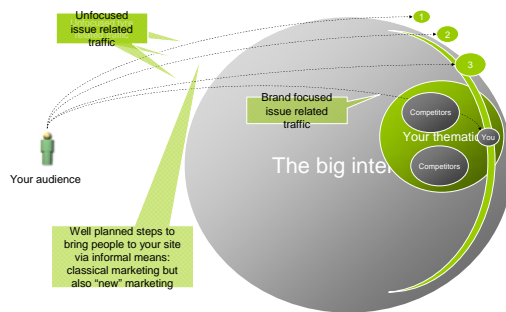 Unfocused
issue related
traffic
1
2
3
Brand focused
issue related
traffic
Competitors
Your thematic
You
The big inter
Competitors
Your audience
Well planned steps to
bring people to your site
via informal means:
classical marketing but
also “new” marketing